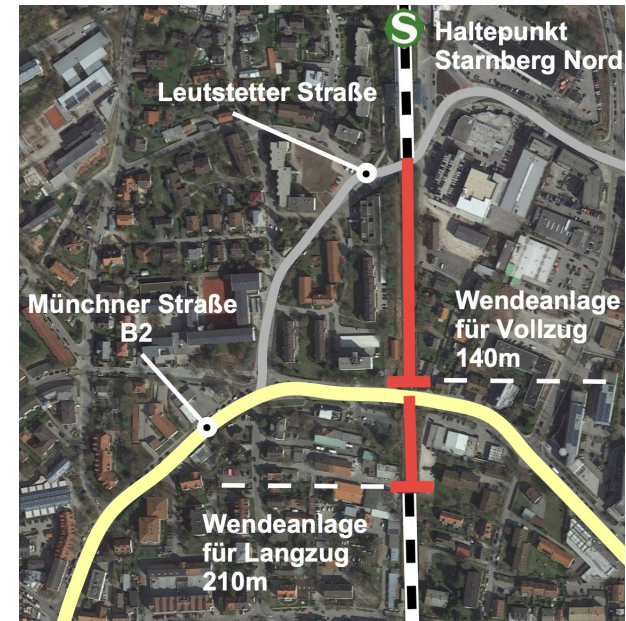 S
Haltepunkt
Starnberg Nord
Leutstetter Straße
Münchner Straße
B2
Wendeanlage
für Vollzug
140m
Wendeanlage
für Langzug
210m